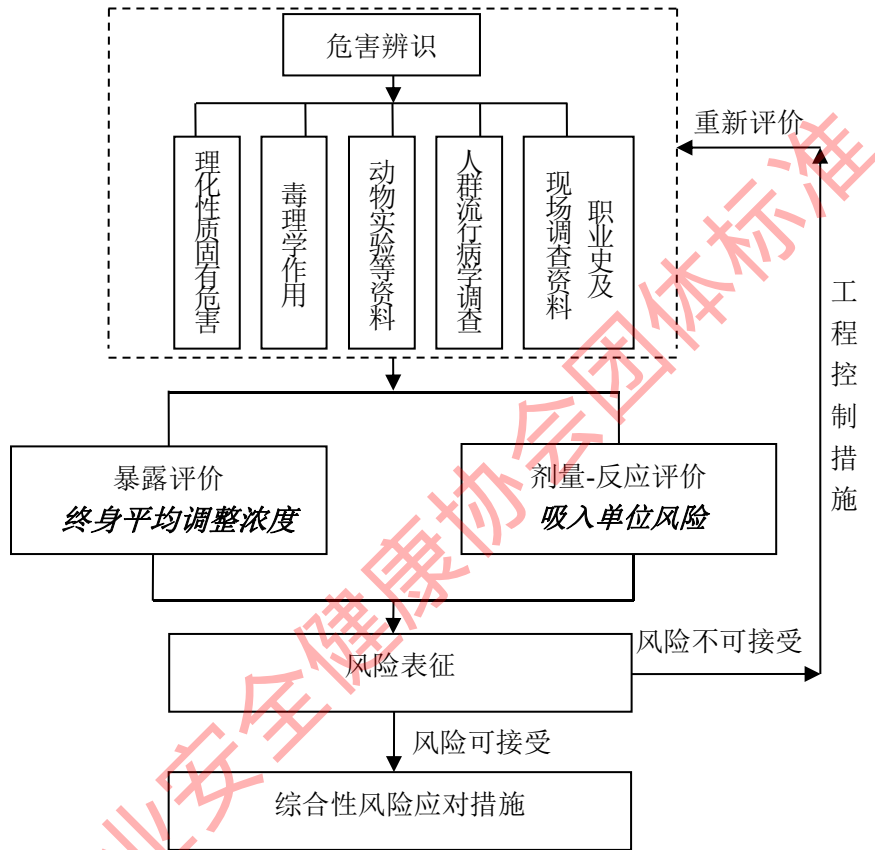 危害辨识
重新评价
理化性质固有危害
毒理学作用
动物实验等资料
人群流行病学调查
职业史及
现场调查资料
工程控制措施
暴露评价
终身平均调整浓度
剂量-反应评价
吸入单位风险
风险表征
风险不可接受
风险可接受
综合性风险应对措施
业安全健康协会团体标准